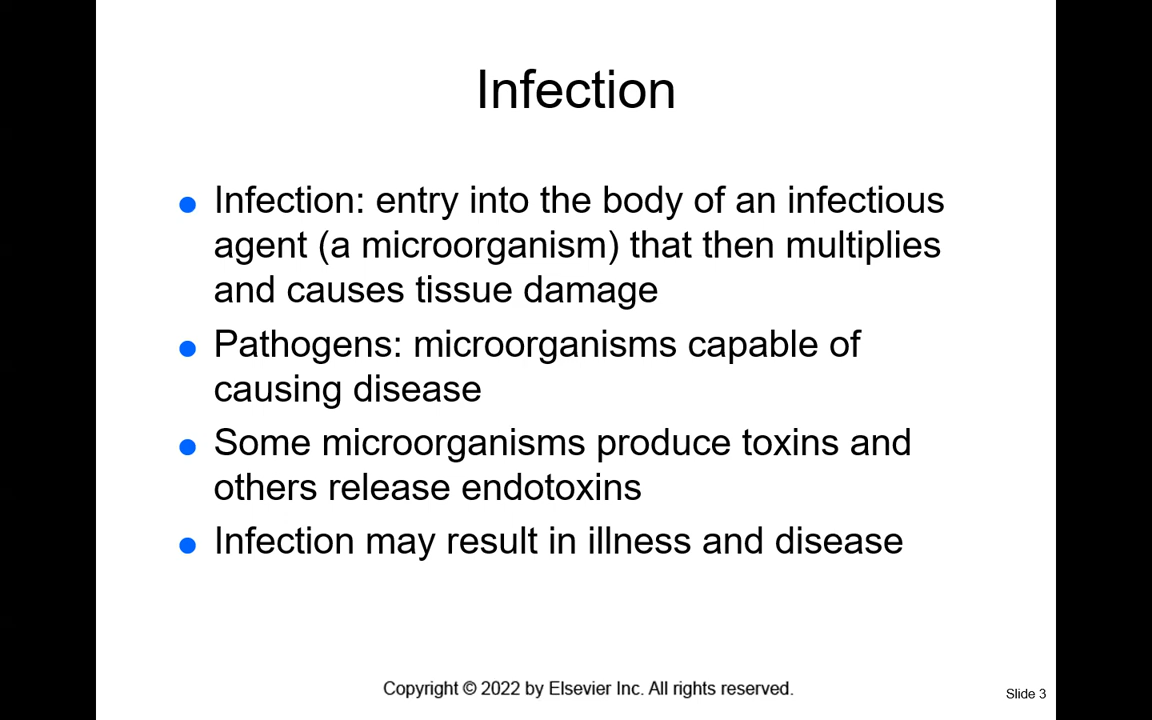 Infection
● Infection: entry into the body of an infectious
agent (a microorganism) that then multiplies
and causes tissue damage
● Pathogens: microorganisms capable of
causing disease
● Some microorganisms produce toxins and
others release endotoxins
● Infection may result in illness and disease
Copyright © 2022 by Elsevier Inc. All rights reserved.
Slide 3